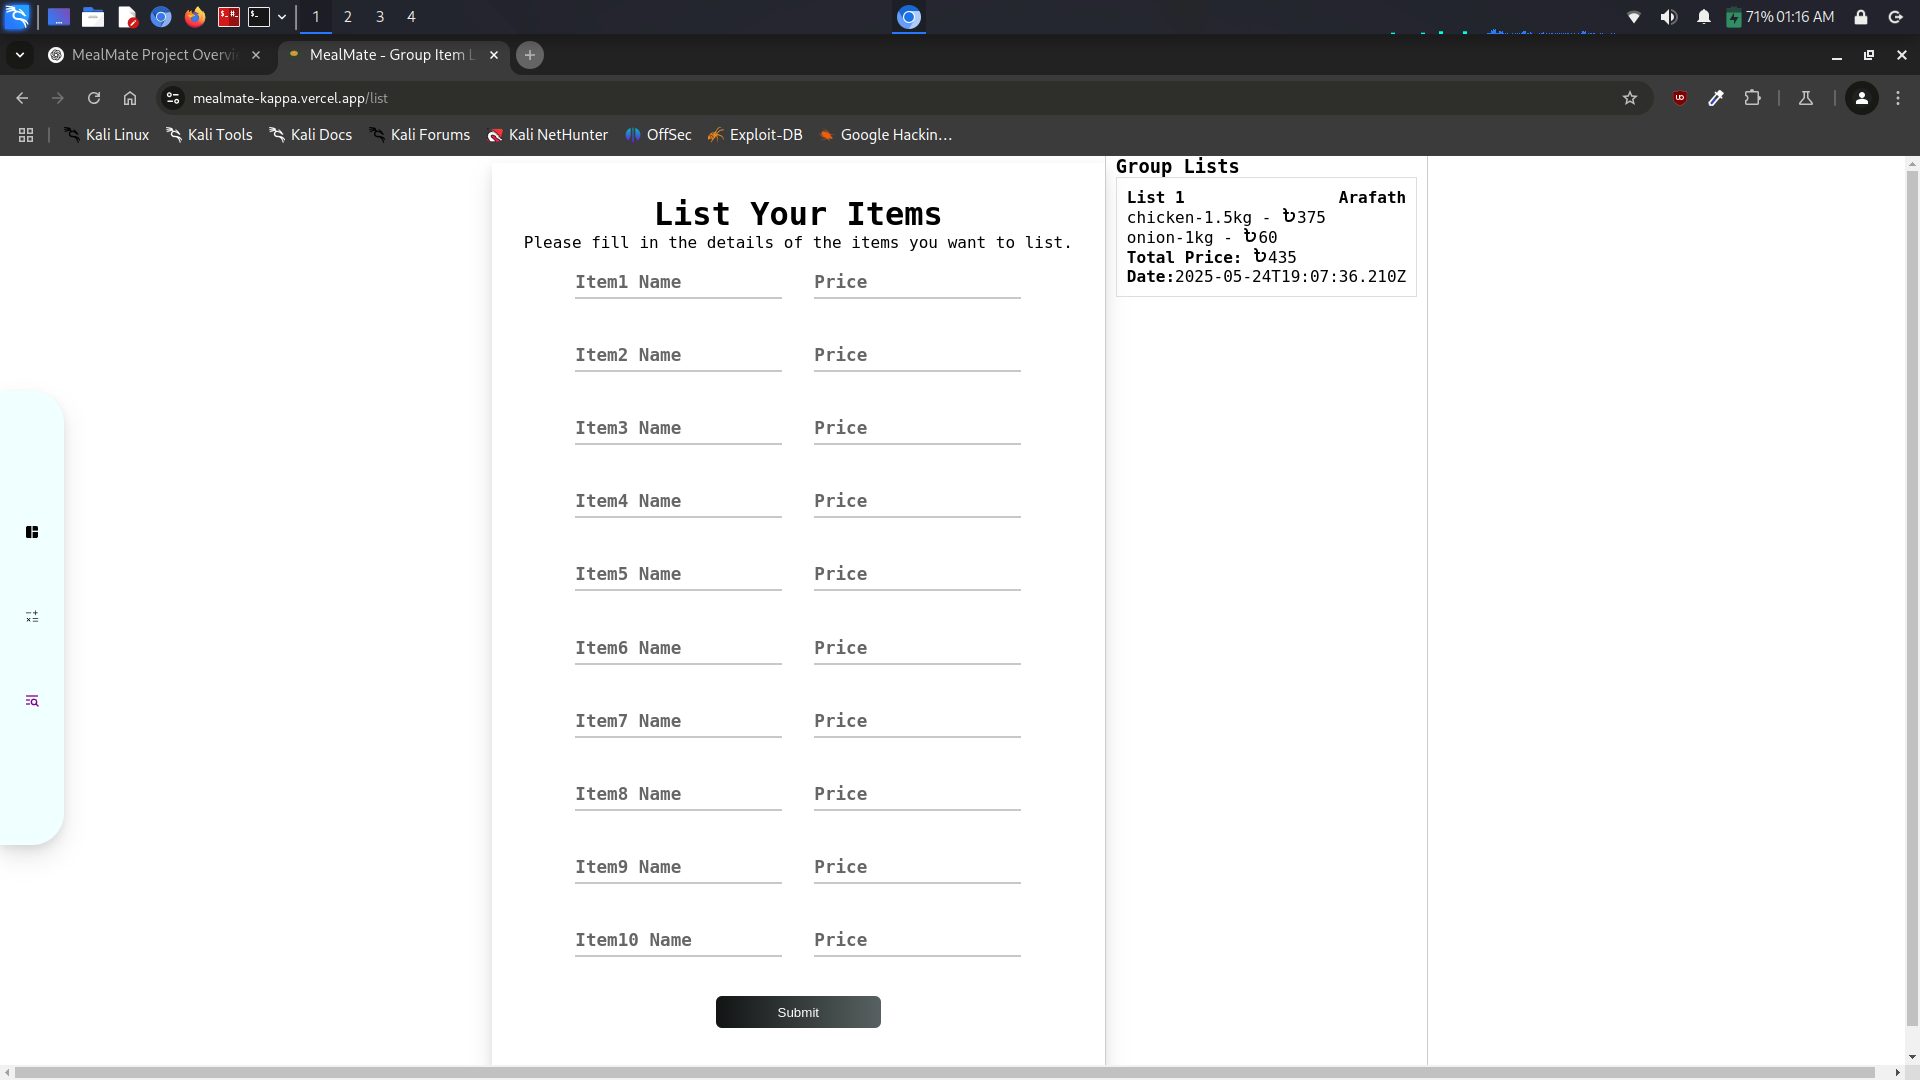 1 2 3 4
71% 01:16 AM
MealMate Project Overvi
MealMate - Group Item L
mealmate-kappa.vercel.app/list
Kali Linux Kali Tools Kali Docs Kali Forums Kali NetHunter OffSec Exploit-DB Google Hackin…
List Your Items
Please fill in the details of the items you want to list.
Item1 Name Price
Item2 Name Price
Item3 Name Price
Item4 Name Price
Item5 Name Price
Item6 Name Price
Item7 Name Price
Item8 Name Price
Item9 Name Price
Item10 Name Price
Submit
Group Lists
List 1 Arafath
chicken-1.5kg - ৳375
onion-1kg - ৳60
Total Price: ৳435
Date:2025-05-24T19:07:36.210Z